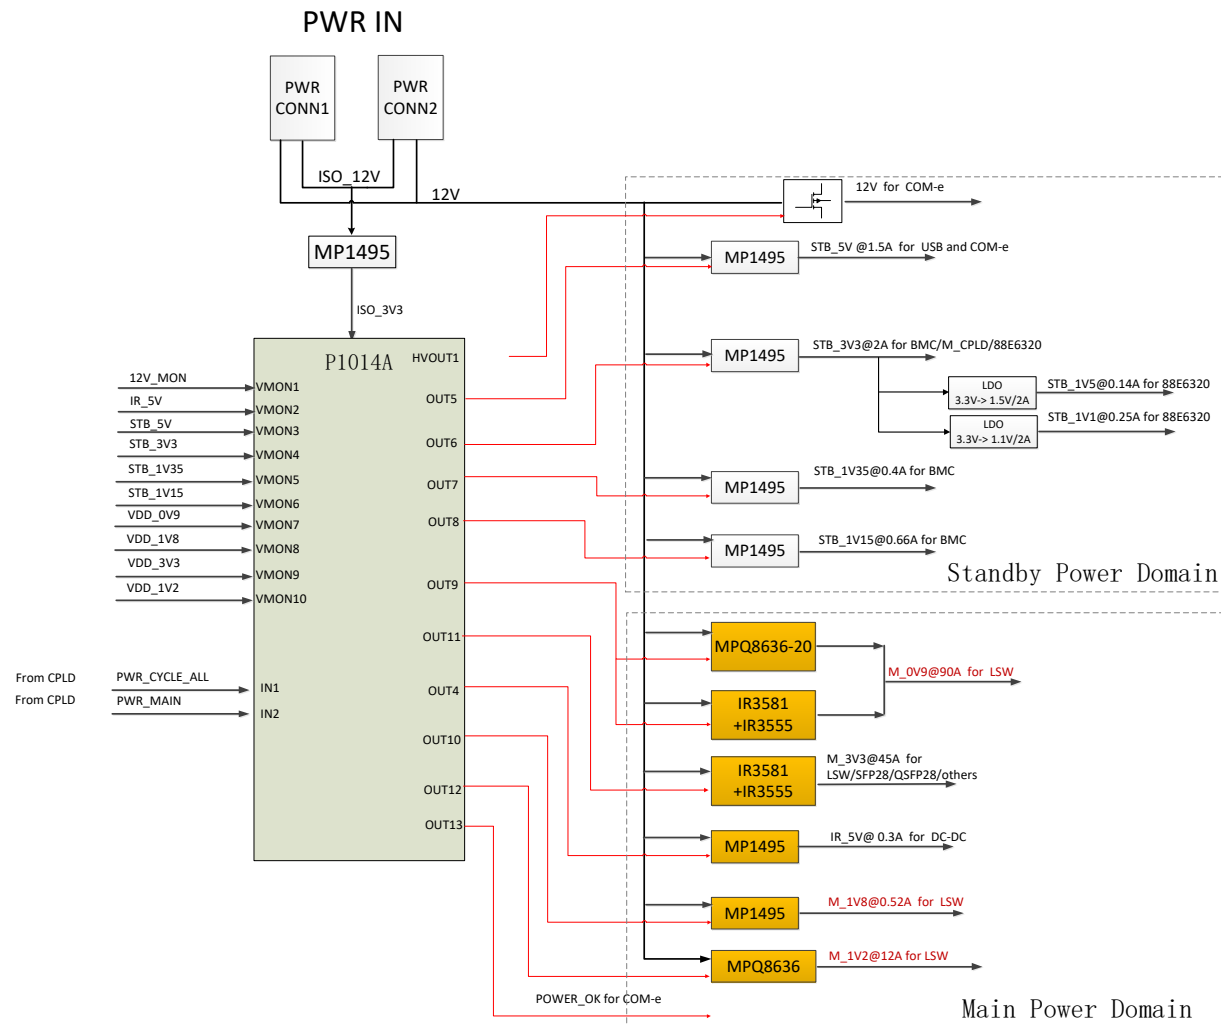 PWR IN
PWR
CONN1
PWR
CONN2
ISO_12V
12V
MP1495
ISO_3V3
P1014A
12V_MON
IR_5V
STB_5V
STB_3V3
STB_1V35
STB_1V15
VDD_0V9
VDD_1V8
VDD_3V3
VDD_1V2
VMON1
VMON2
VMON3
VMON4
VMON5
VMON6
VMON7
VMON8
VMON9
VMON10
From CPLD
PWR_CYCLE_ALL
IN1
From CPLD
PWR_MAIN
IN2
HVOUT1
OUT5
OUT6
OUT7
OUT8
OUT9
OUT11
OUT4
OUT10
OUT12
OUT13
12V for COM-e
MP1495
STB_5V @1.5A for USB and COM-e
MP1495
STB_3V3@2A for BMC/M_CPLD/88E6320
LDO
3.3V-> 1.5V/2A
STB_1V5@0.14A for 88E6320
LDO
3.3V-> 1.1V/2A
STB_1V1@0.25A for 88E6320
MP1495
STB_1V35@0.4A for BMC
MP1495
STB_1V15@0.66A for BMC
Standby Power Domain
MPQ8636-20
M_0V9@90A for LSW
IR3581
+IR3555
IR3581
+IR3555
M_3V3@45A for
LSW/SFP28/QSFP28/others
MP1495
IR_5V@ 0.3A for DC-DC
MP1495
M_1V8@0.52A for LSW
MPQ8636
M_1V2@12A for LSW
POWER_OK for COM-e
Main Power Domain